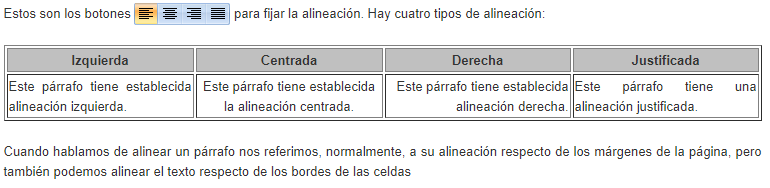 Estos son los botones para fijar la alineación. Hay cuatro tipos de alineación:
Izquierda Centrada Derecha Justificada
Este párrafo tiene establecida Este párrafo tiene establecida Este párrafo tiene establecida Este párrafo tiene una
alineación izquierda. la alineación centrada. alineación derecha. alineación justificada.
Cuando hablamos de alinear un párrafo nos referimos, normalmente, a su alineación respecto de los márgenes de la página, pero
también podemos alinear el texto respecto de los bordes de las celdas